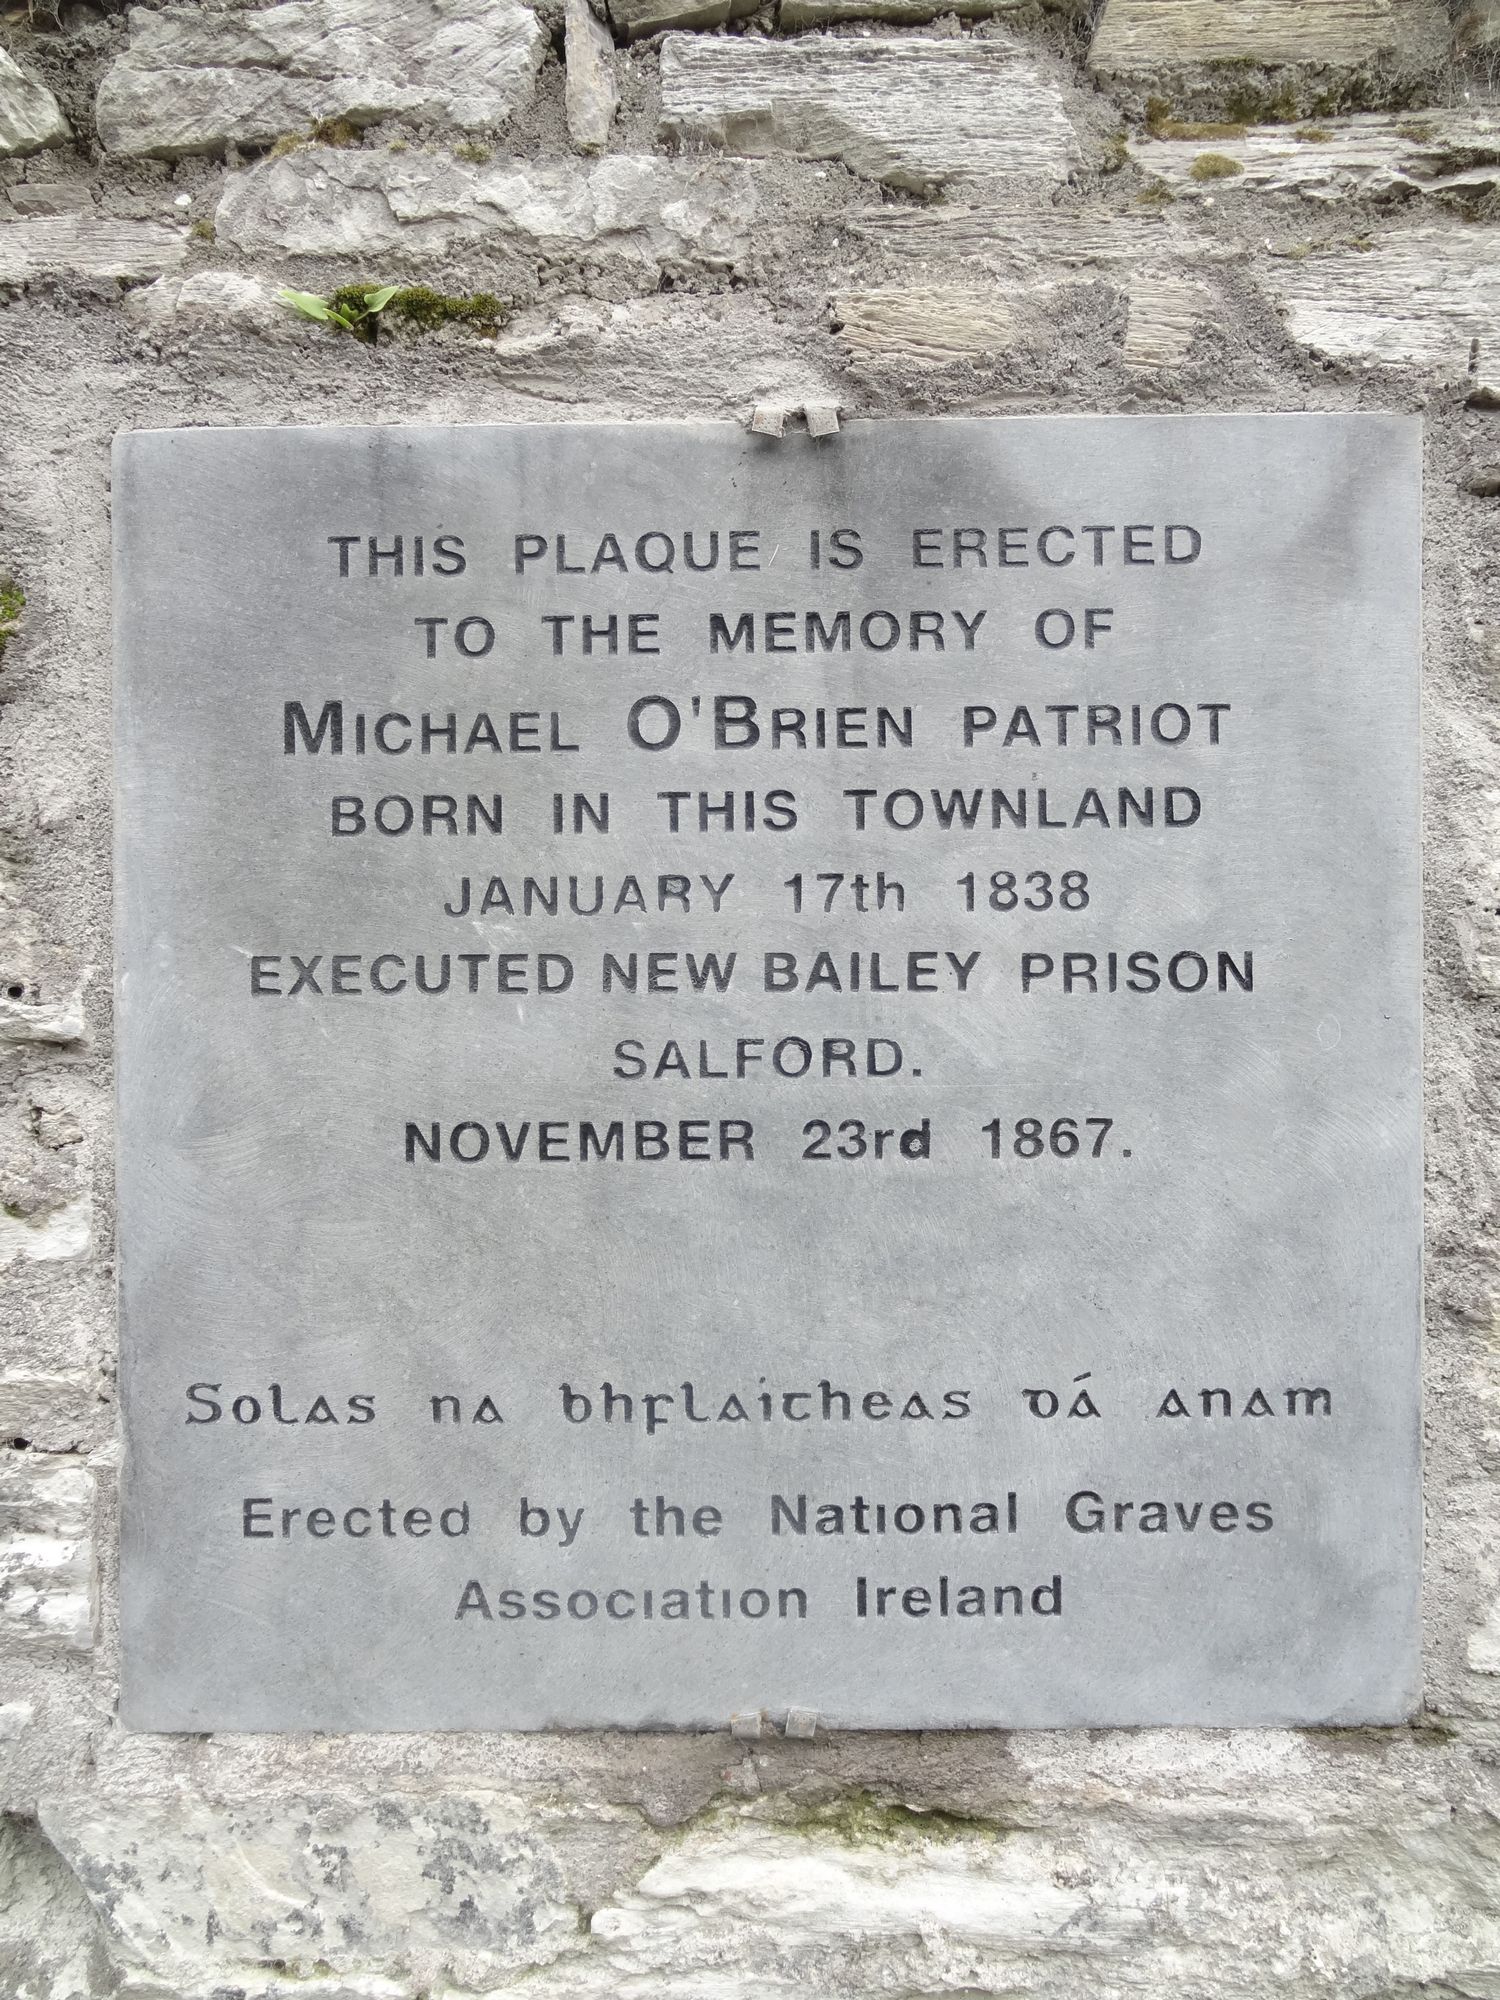 THIS PLAQUE IS ERECTED
TO THE MEMORY OF
MICHAEL O'BRIEN PATRIOT
BORN IN THIS TOWNLAND
JANUARY 17th 1838
EXECUTED NEW BAILEY PRISON
SALFORD.
NOVEMBER 23rd 1867.
Solas na bhflaitheas dá anam
Erected by the National Graves
Association Ireland